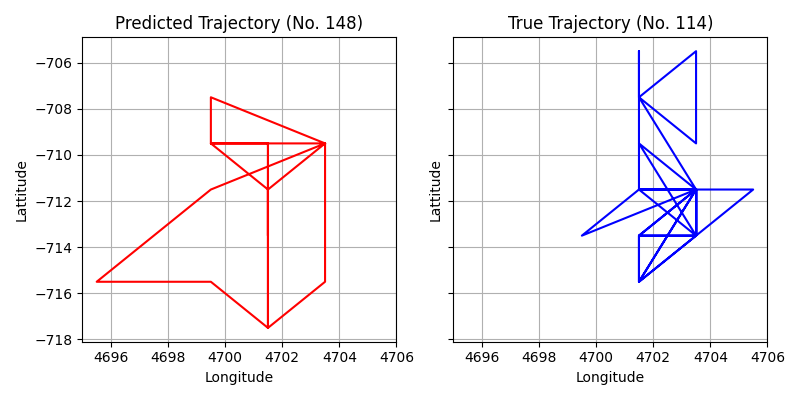 Predicted Trajectory (No. 148)
True Trajectory (No. 114)
−706
−708
−710
−712
−714
−716
−718
Lattitude
Lattitude
4696 4698 4700 4702 4704 4706
4696 4698 4700 4702 4704 4706
Longitude
Longitude